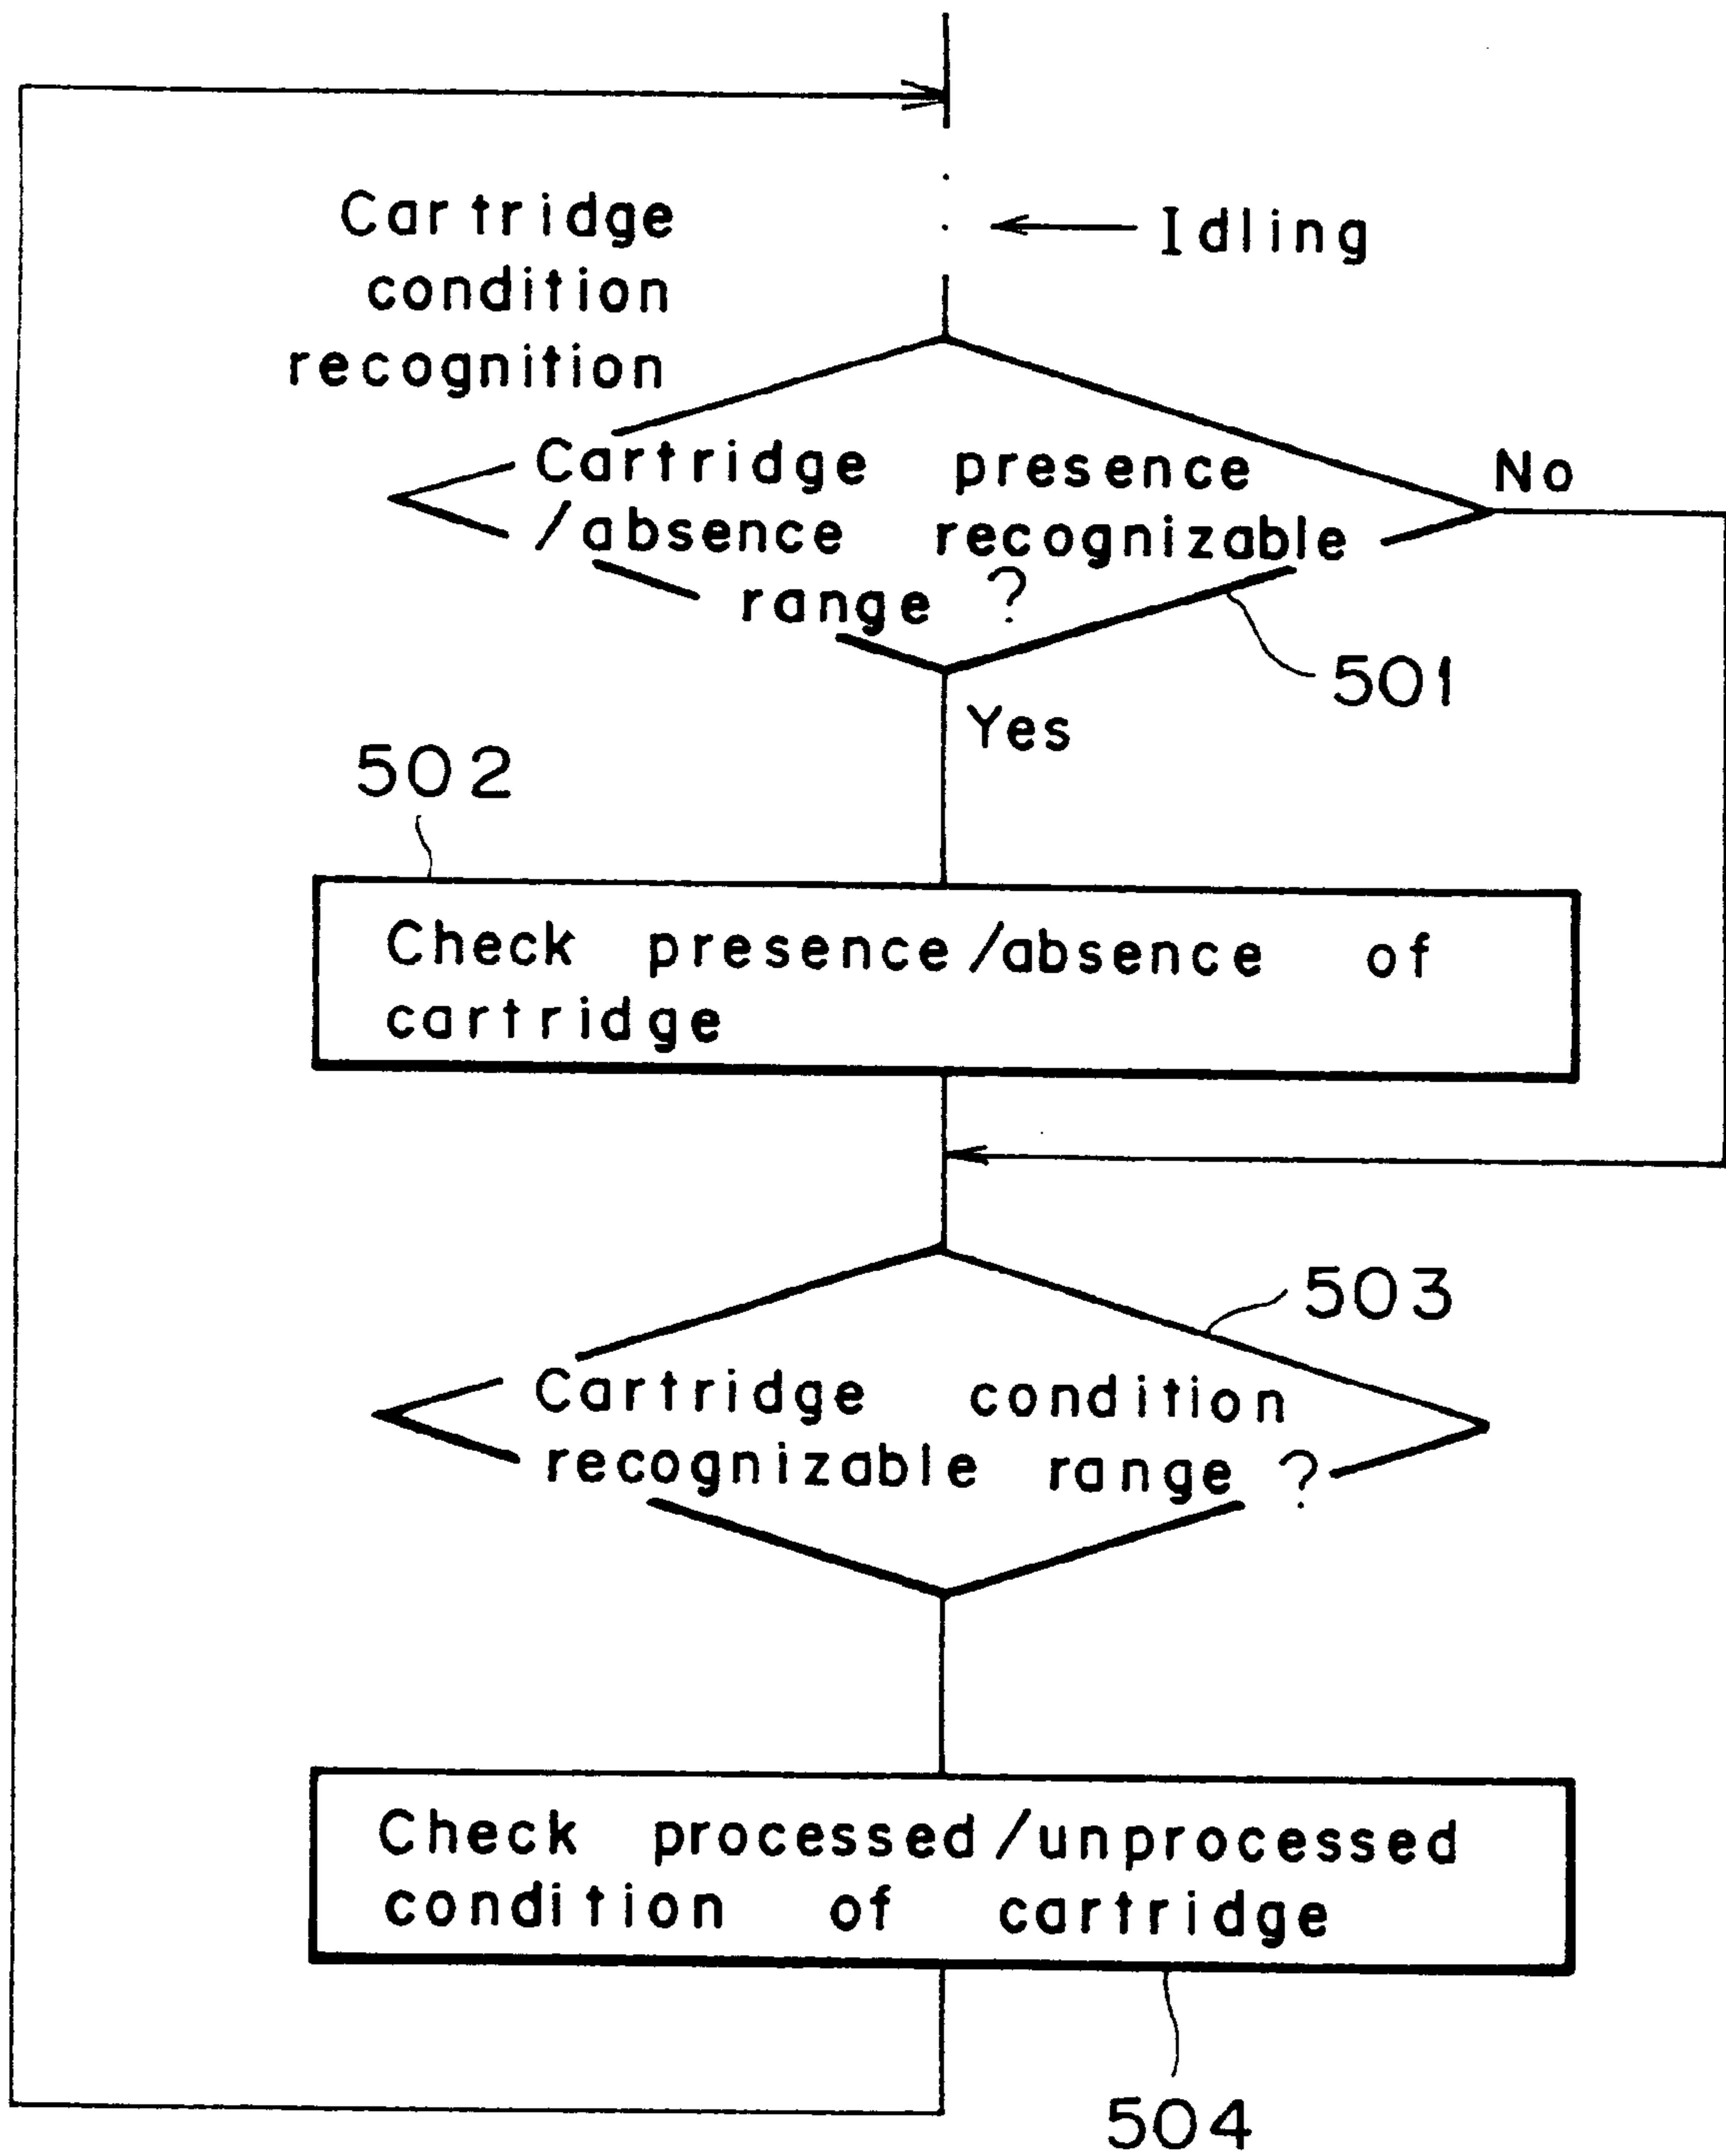 Cartridge
condition
recognition
Idling
Cartridge presence
/absence recognizable
range ?
No
501
Yes
502
Check presence/absence of
cartridge
503
Cartridge condition
recognizable range ?
Check processed/unprocessed
condition of cartridge
504